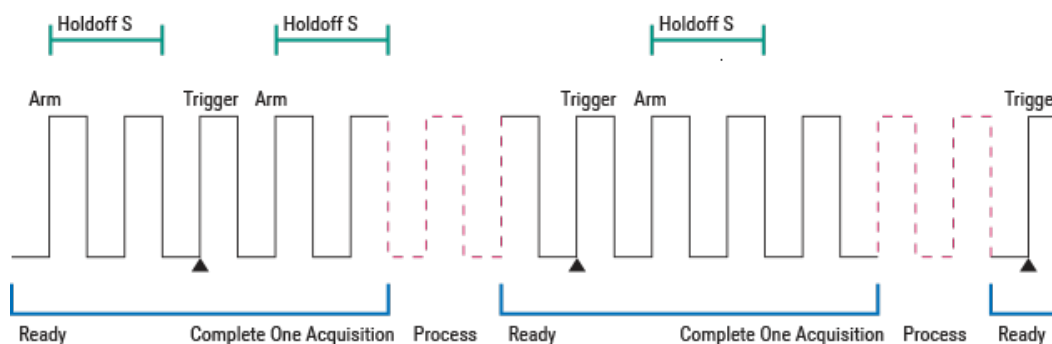 Holdoff S Holdoff S Holdoff S
Arm Trigger Arm Trigger Arm Trigge
Ready Complete One Acquisition Process Ready Complete One Acquisition Process Ready